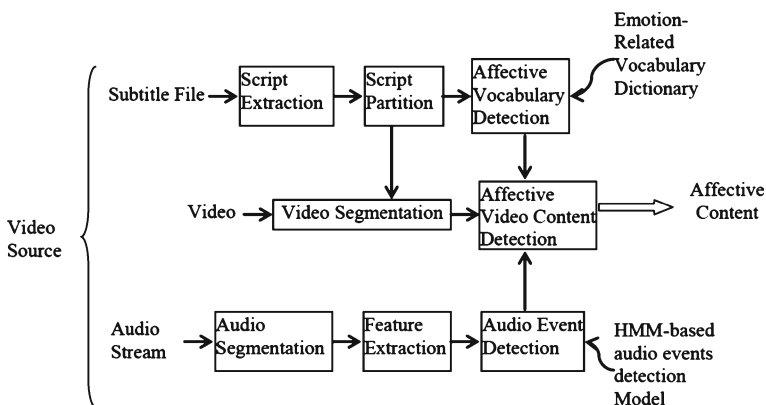 Emotion-
Related
Vocabulary
Dictionary
Subtitle File
Script
Extraction
Script
Partition
Affective
Vocabulary
Detection
Video
Source
Video
Video Segmentation
Affective
Video Content
Detection
Affective
Content
Audio
Stream
Audio
Segmentation
Feature
Extraction
Audio Event
Detection
HMM-based
audio events
detection
Model